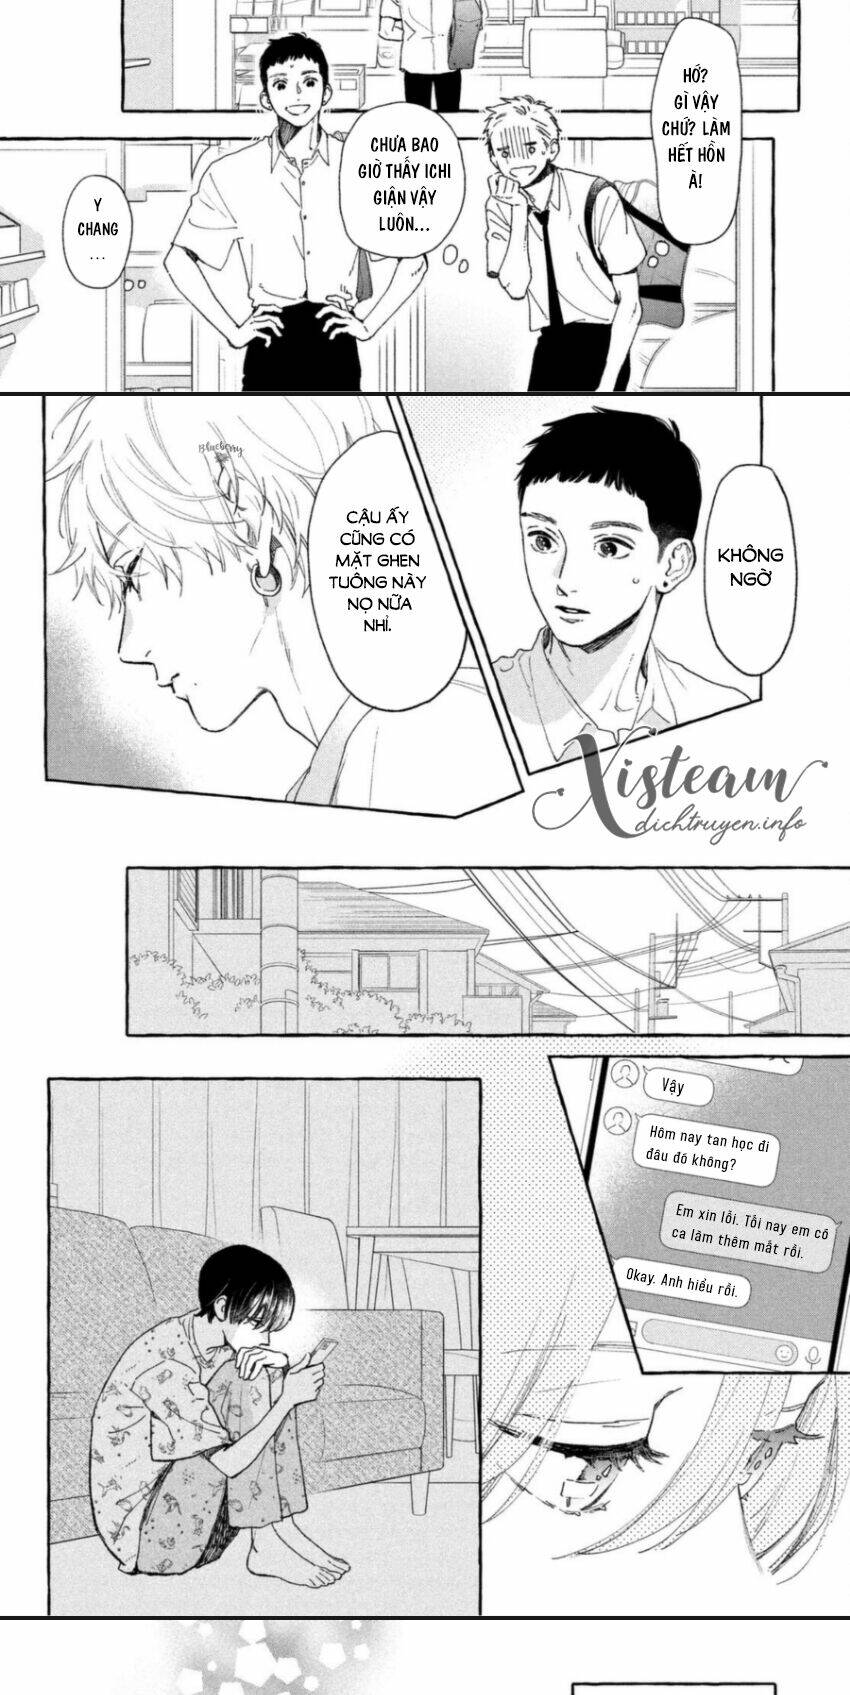 HỚ?
GÌ VẬY
CHỨ? LÀM
HẾT HỒN
À!
CHƯA BAO
GIỜ THẤY ICHI
GIẬN VẬY
LUÔN...
Y
CHANG
...
KHÔNG
NGỜ
Blueberry
CẬU ẤY
CŨNG CÓ
MẶT GHEN
TUÔNG NÀY
NỌ NỮA
NHỈ.
Xisteam
dichtruyen.info
Vậy
Hôm nay tan học đi
đâu đó không?
Em xin lỗi. Tối nay em có
ca làm thêm mất rồi.
Okay. Anh hiểu rồi.